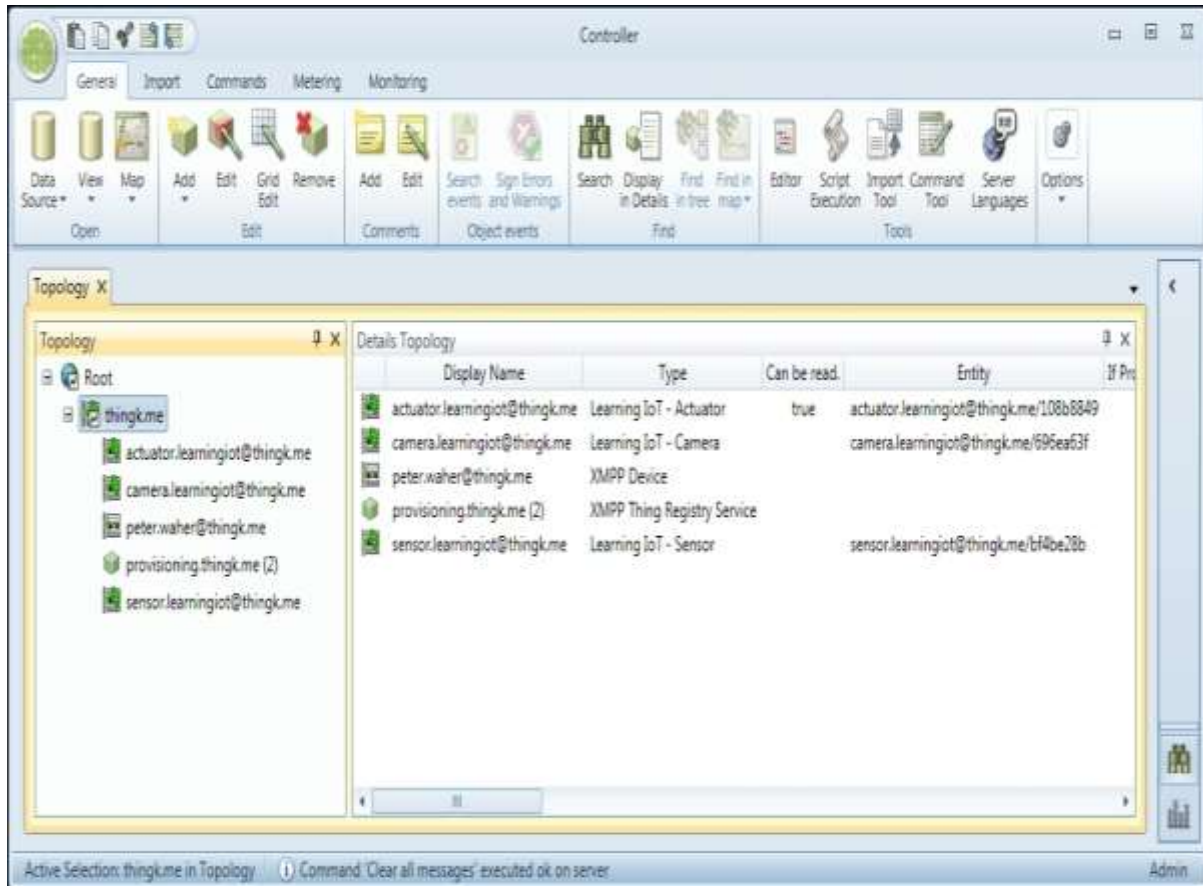 Controller
General Import Commands Metering Monitoring
Data Source View Map Add Edit Grid Edit Remove Add Edit Search events Sign Errors and Warnings Search Display in Details Find in tree Find in map Editor Script Execution Import Tool Command Tool Server Languages Options
Open Edit Comments Object events Find Tools
Topology X
Topology
Root
thingk.me
actuator.learningiot@thingk.me
camera.learningiot@thingk.me
peter.waher@thingk.me
provisioning.thingk.me (2)
sensor.learningiot@thingk.me
Details Topology
Display Name Type Can be read. Entity If Pro
actuator.learningiot@thingk.me Learning IoT - Actuator true actuator.learningiot@thingk.me/108b8849
camera.learningiot@thingk.me Learning IoT - Camera camera.learningiot@thingk.me/696ea63f
peter.waher@thingk.me XMPP Device
provisioning.thingk.me (2) XMPP Thing Registry Service
sensor.learningiot@thingk.me Learning IoT - Sensor sensor.learningiot@thingk.me/bf4be28b
Active Selection: thingk.me in Topology Command 'Clear all messages' executed ok on server Admin